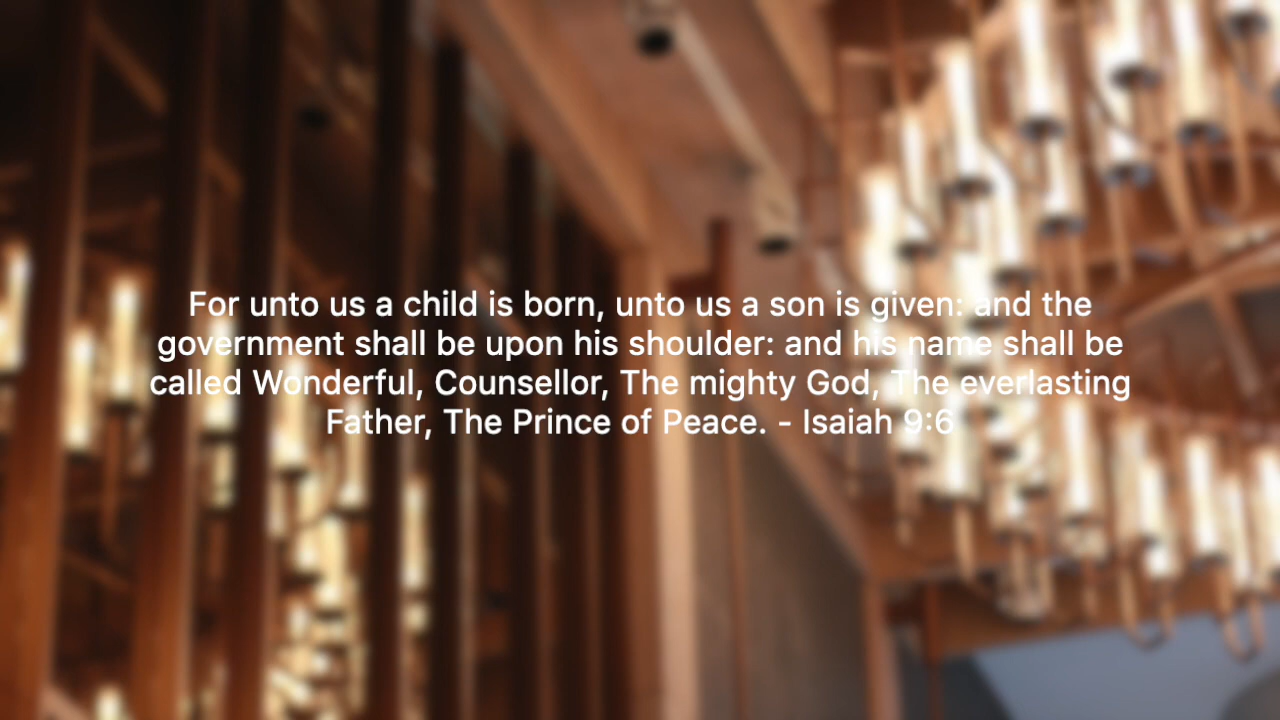 For unto us a child is born, unto us a son is given: and the
government shall be upon his shoulder: and his name shall be
called Wonderful, Counsellor, The mighty God, The everlasting
Father, The Prince of Peace. - Isaiah 9:6